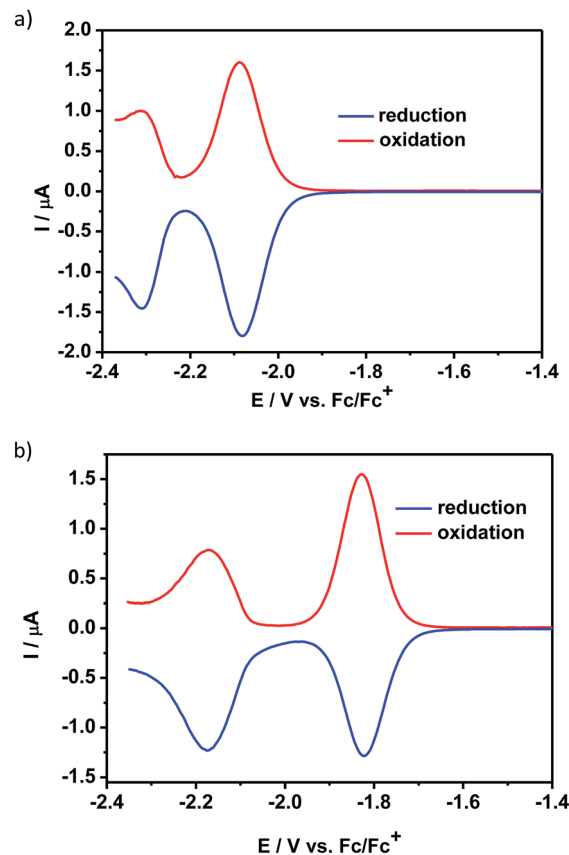 a)
2.0
1.5
1.0
0.5
0.0
-0.5
-1.0
-1.5
-2.0
I / μA
reduction
oxidation
-2.4 -2.2 -2.0 -1.8 -1.6 -1.4
E / V vs. Fc/Fc+
b)
1.5
1.0
0.5
0.0
-0.5
-1.0
-1.5
I / μA
reduction
oxidation
-2.4 -2.2 -2.0 -1.8 -1.6 -1.4
E / V vs. Fc/Fc+